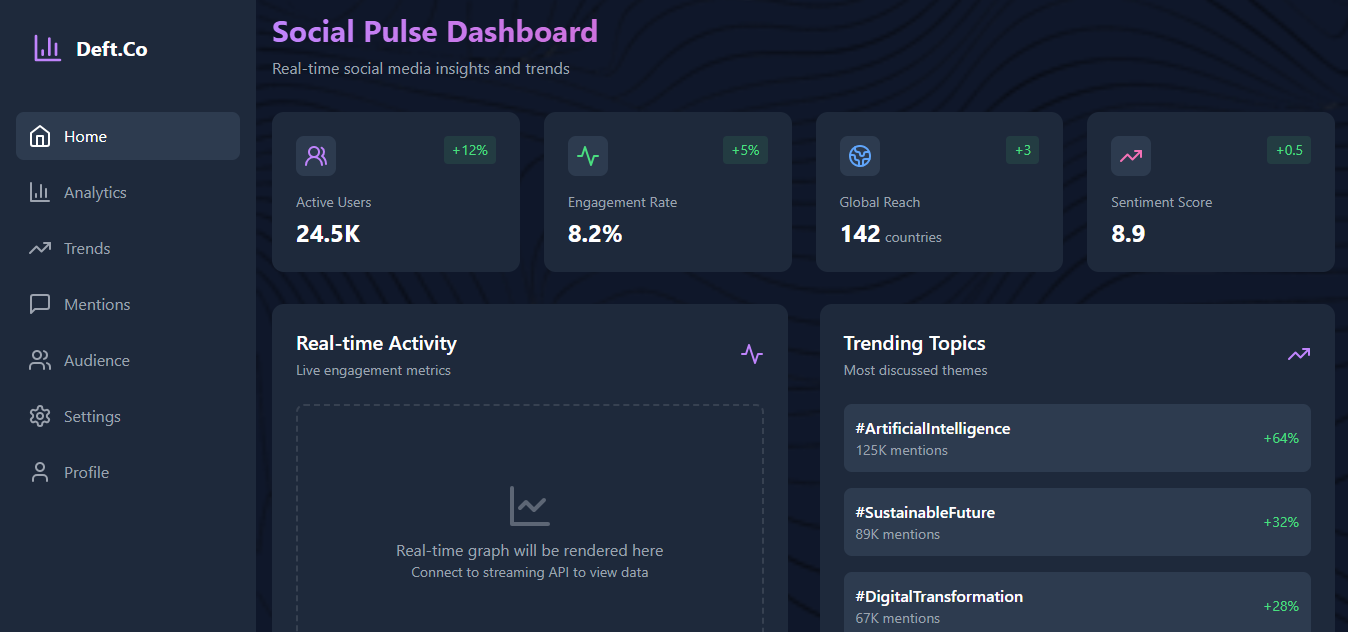 Deft.Co
Home
Analytics
Trends
Mentions
Audience
Settings
Profile
Social Pulse Dashboard
Real-time social media insights and trends
+12%
Active Users
24.5K
+5%
Engagement Rate
8.2%
+3
Global Reach
142 countries
+0.5
Sentiment Score
8.9
Real-time Activity
Live engagement metrics
Real-time graph will be rendered here
Connect to streaming API to view data
Trending Topics
Most discussed themes
#ArtificialIntelligence
125K mentions
+64%
#SustainableFuture
89K mentions
+32%
#DigitalTransformation
67K mentions
+28%